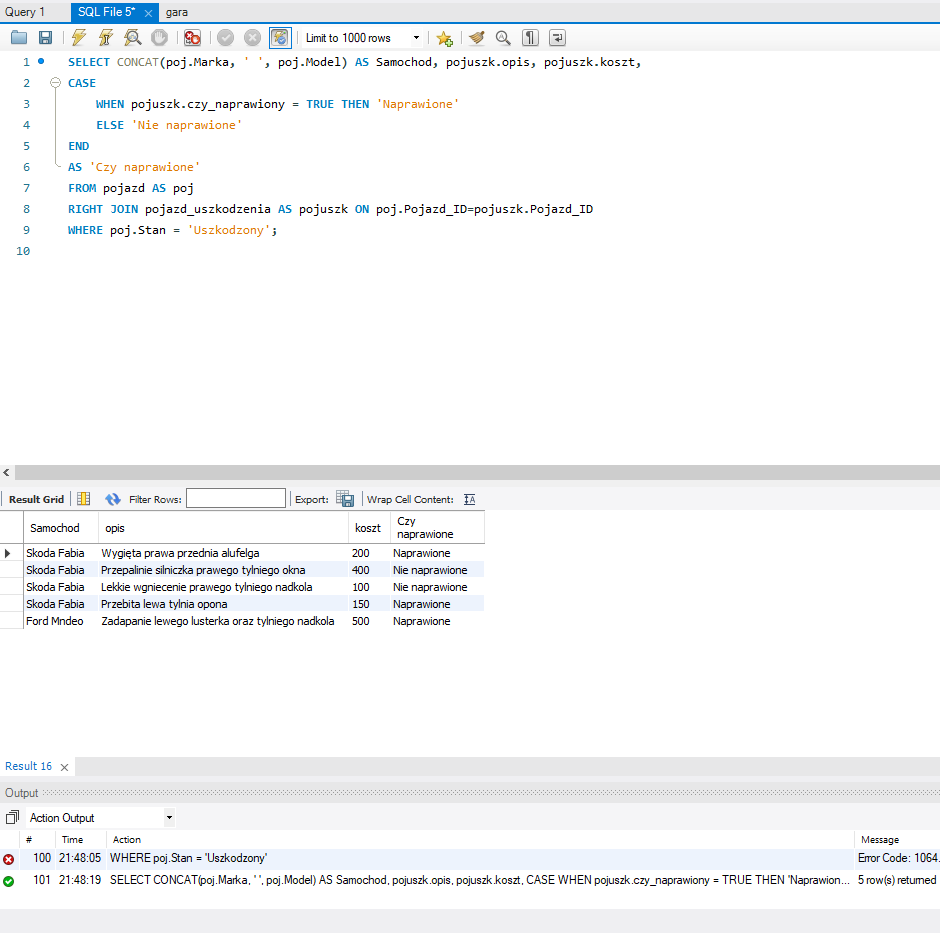 Query 1 SQL File 5* gara
Limit to 1000 rows
1 SELECT CONCAT(poj.Marka, ' ', poj.Model) AS Samochod, pojuszk.opis, pojuszk.koszt,
2 CASE
3 WHEN pojuszk.czy_naprawiony = TRUE THEN 'Naprawione'
4 ELSE 'Nie naprawione'
5 END
6 AS 'Czy naprawione'
7 FROM pojazd AS poj
8 RIGHT JOIN pojazd_uszkodzenia AS pojuszk ON poj.Pojazd_ID=pojuszk.Pojazd_ID
9 WHERE poj.Stan = 'Uszkodzony';
10
Result Grid Filter Rows: Export: Wrap Cell Content:
Samochod opis koszt Czy naprawione
Skoda Fabia Wygięta prawa przednia alufelga 200 Naprawione
Skoda Fabia Przepalinie silniczka prawego tylniego okna 400 Nie naprawione
Skoda Fabia Lekkie wgniecenie prawego tylniego nadkola 100 Nie naprawione
Skoda Fabia Przebita lewa tylnia opona 150 Naprawione
Ford Mndeo Zadapanie lewego lusterka oraz tylniego nadkola 500 Naprawione
Result 16
Output
Action Output
# Time Action Message
100 21:48:05 WHERE poj.Stan = 'Uszkodzony' Error Code: 1064.
101 21:48:19 SELECT CONCAT(poj.Marka, ' ', poj.Model) AS Samochod, pojuszk.opis, pojuszk.koszt, CASE WHEN pojuszk.czy_naprawiony = TRUE THEN 'Naprawion... 5 row(s) returned